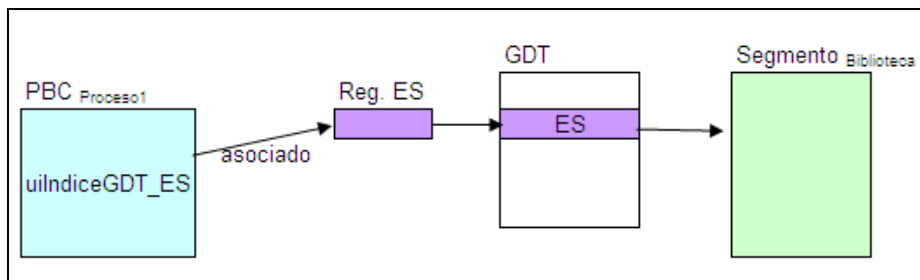 PBC Proceso1
uiIndiceGDT_ES
asociado
Reg. ES
GDT
ES
Segmento Biblioteca